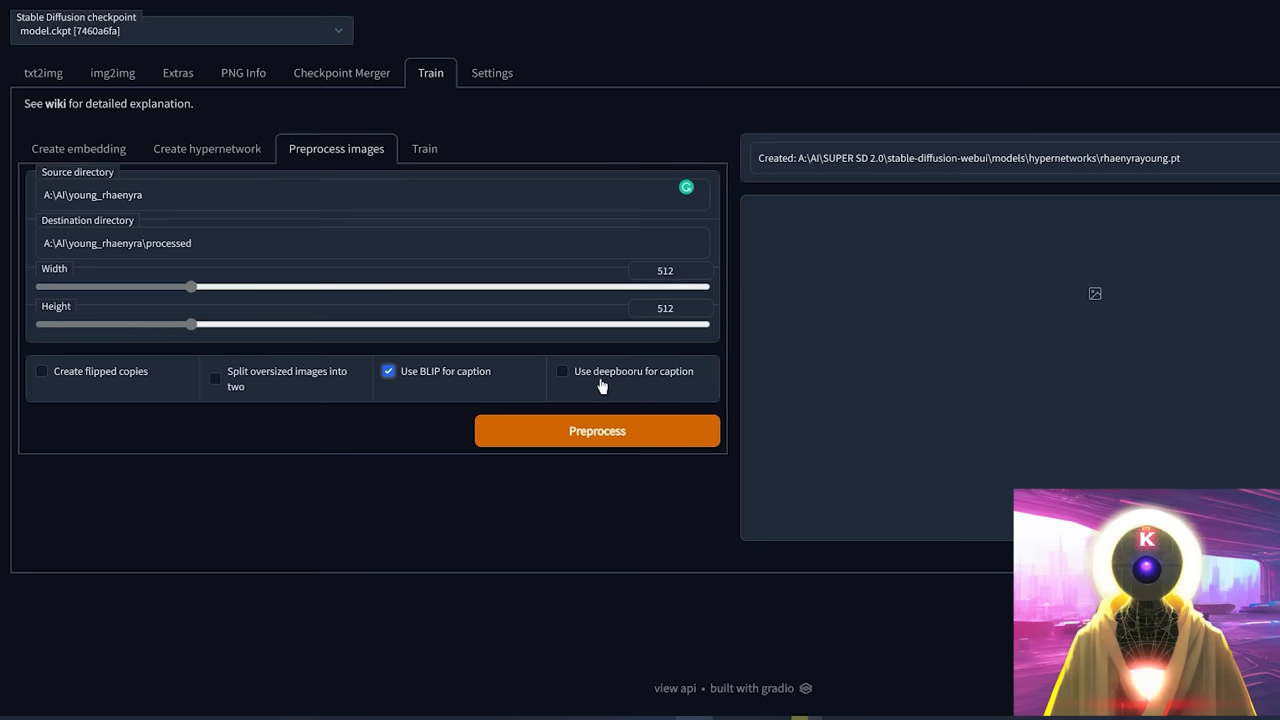 Stable Diffusion checkpoint
model.ckpt [7460a6fa]
txt2img
img2img
Extras
PNG Info
Checkpoint Merger
Train
Settings
See wiki for detailed explanation.
Create embedding
Create hypernetwork
Preprocess images
Train
Source directory
A:\AI\young_rhaenyra
Destination directory
A:\AI\young_rhaenyra\processed
Width
512
Height
512
Create flipped copies
Split oversized images into
two
Use BLIP for caption
Use deepbooru for caption
Preprocess
Created: A:\AI\SUPER SD 2.0\stable-diffusion-webui\models\hypernetworks\rhaenyrayoung.pt
K
view api • built with gradio